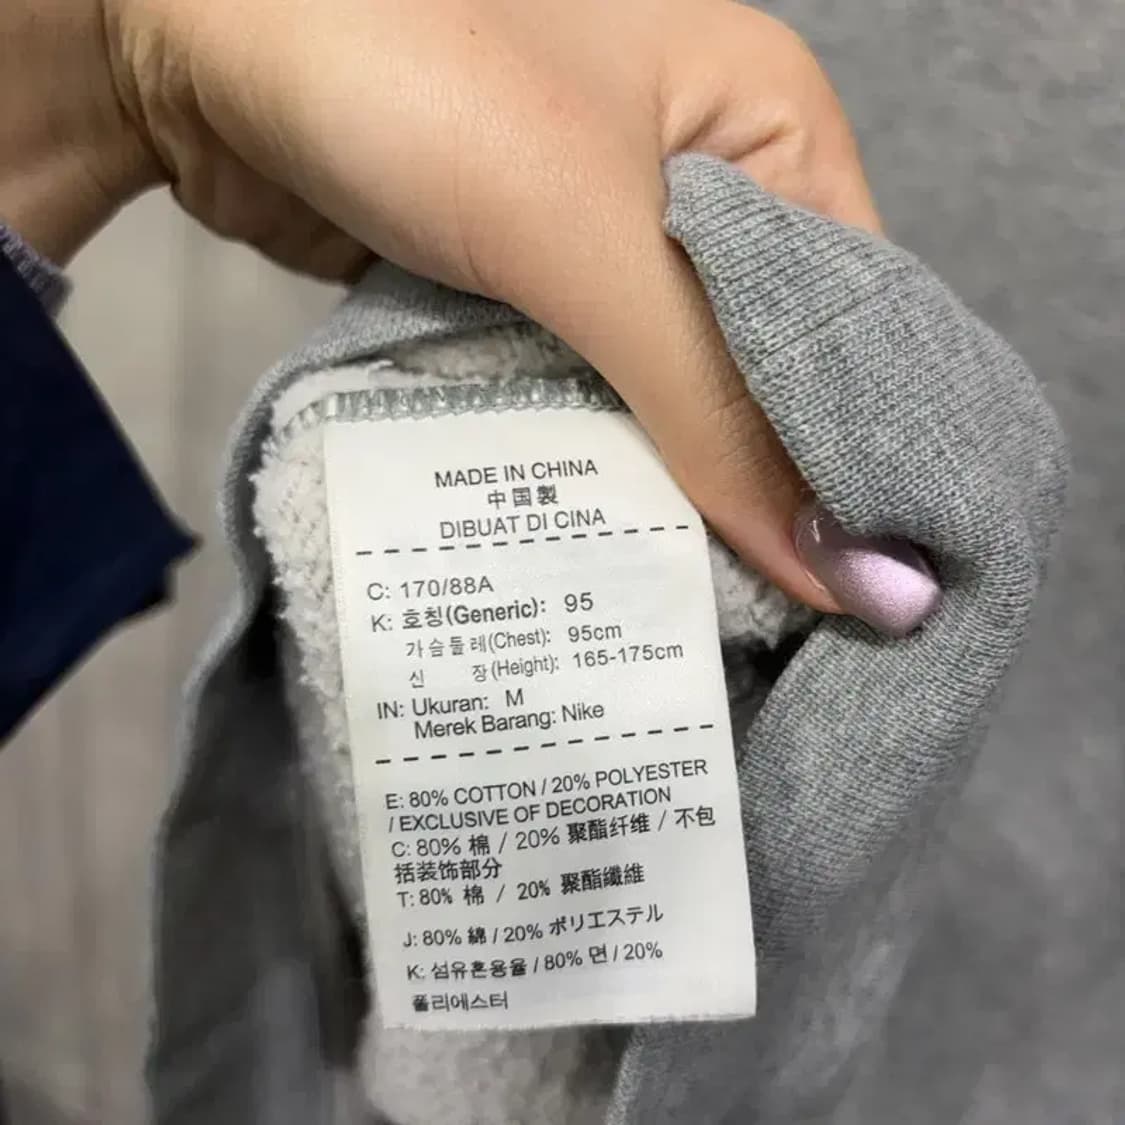 MADE IN CHINA
中国製
DIBUAT DI CINA
C: 170/88A
K: 호칭(Generic): 95
가슴둘레(Chest): 95cm
신 장(Height): 165-175cm
IN: Ukuran: M
Merek Barang: Nike
E: 80% COTTON / 20% POLYESTER
/ EXCLUSIVE OF DECORATION
C: 80% 棉 / 20% 聚酯纤维 / 不包
括装饰部分
T: 80% 棉 / 20% 聚酯纖維
J: 80% 綿 / 20% ポリエステル
K: 섬유혼용율 / 80% 면 / 20%
폴리에스터